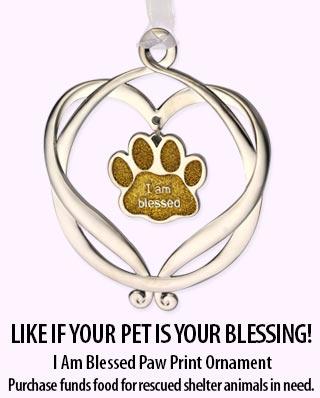 I am
blessed
LIKE IF YOUR PET IS YOUR BLESSING!
I Am Blessed Paw Print Ornament
Purchase funds food for rescued shelter animals in need.